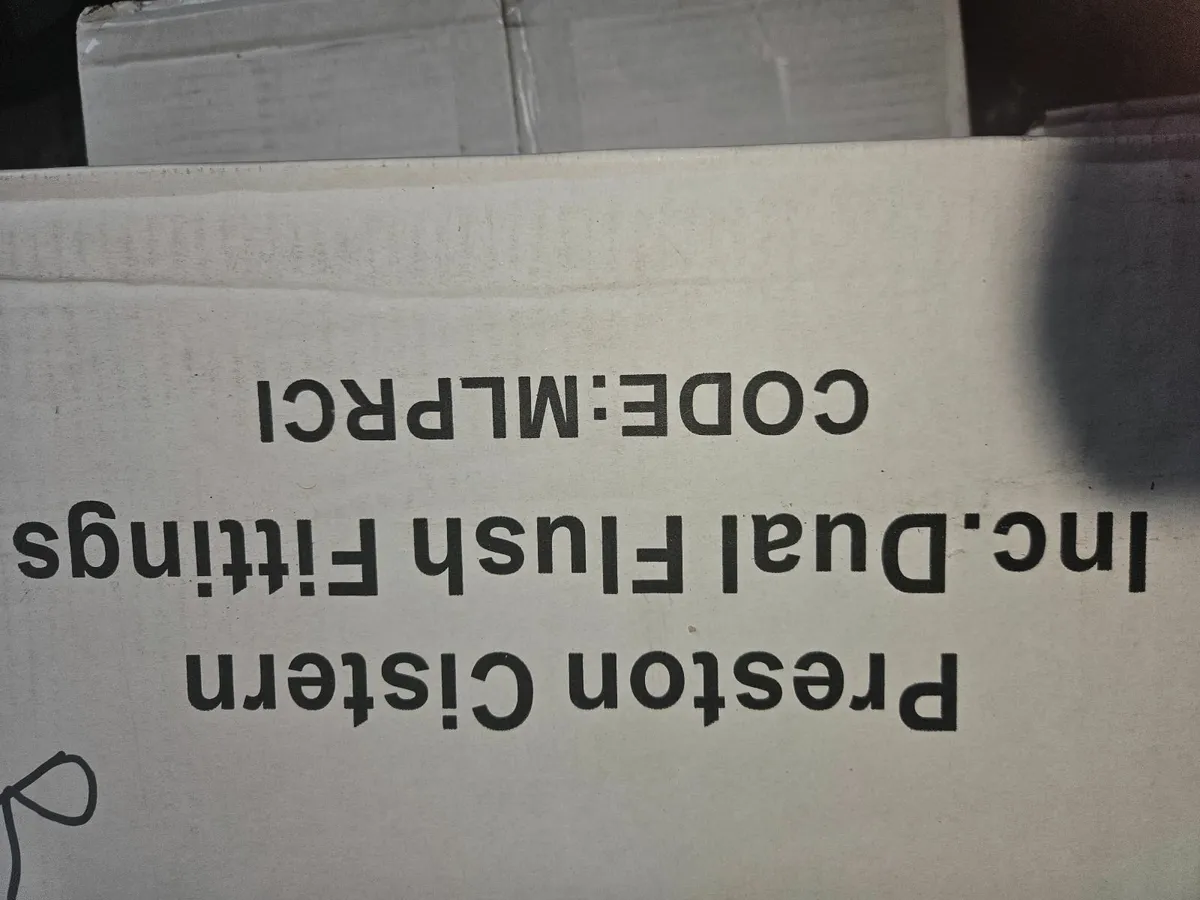 Preston Cistern
Inc.Dual Flush Fittings
CODE:MLPRCI